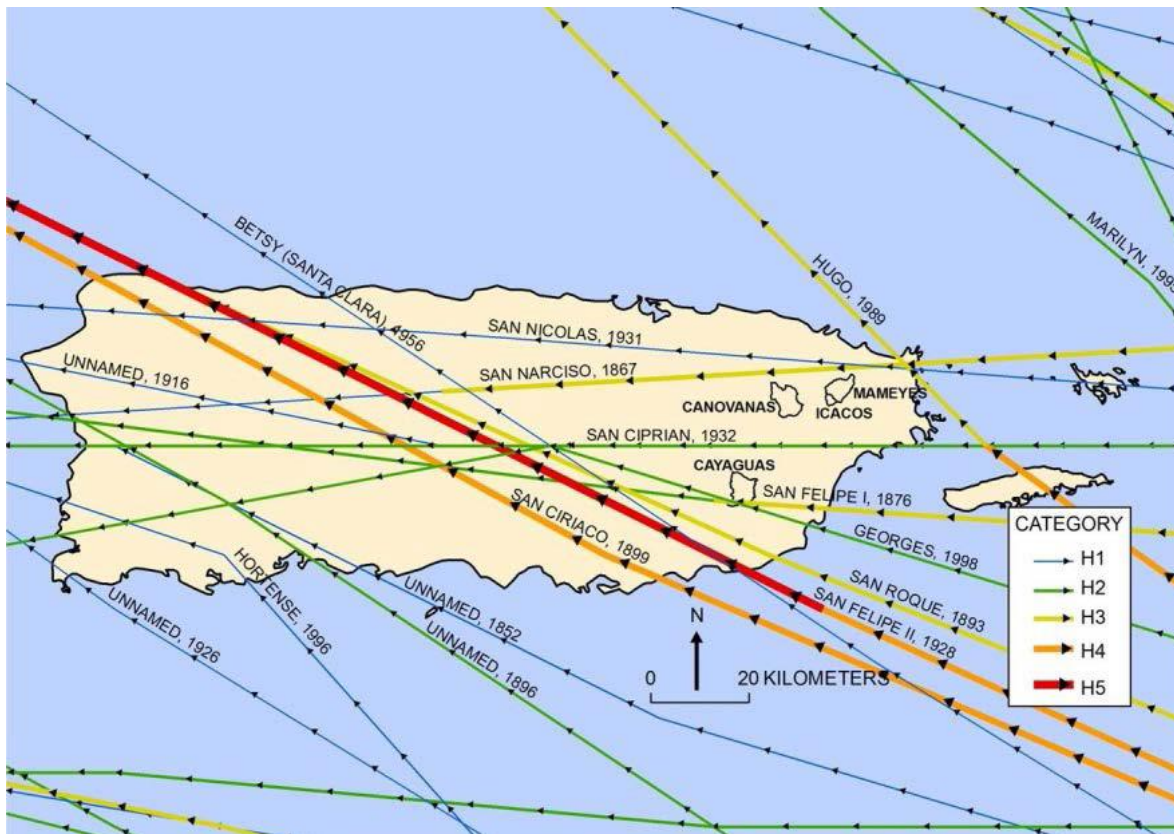 BETSY (SANTA CLARA), 1956
HUGO, 1989
MARILYN, 1995
SAN NICOLAS, 1931
UNNAMED, 1916
SAN NARCISO, 1867
MAMEYES
CANOVANAS
ICACOS
SAN CIPRIAN, 1932
CAYAGUAS
SAN FELIPE I, 1876
SAN CIRIACO, 1899
GEORGES, 1998
SAN ROQUE, 1893
SAN FELIPE II, 1928
HORTENSE, 1996
UNNAMED, 1926
UNNAMED, 1852
UNNAMED, 1896
N
0 20 KILOMETERS
CATEGORY
H1
H2
H3
H4
H5